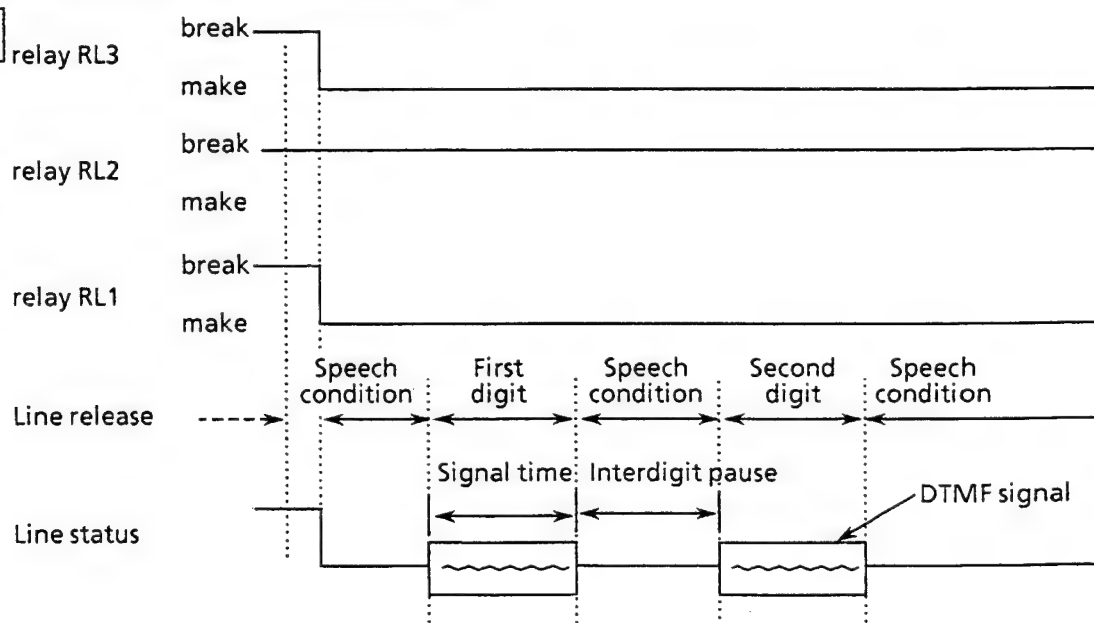 break
relay RL3
make
break
relay RL2
make
break
relay RL1
make
Speech condition
First digit
Speech condition
Second digit
Speech condition
Line release
Signal time
Interdigit pause
DTMF signal
Line status